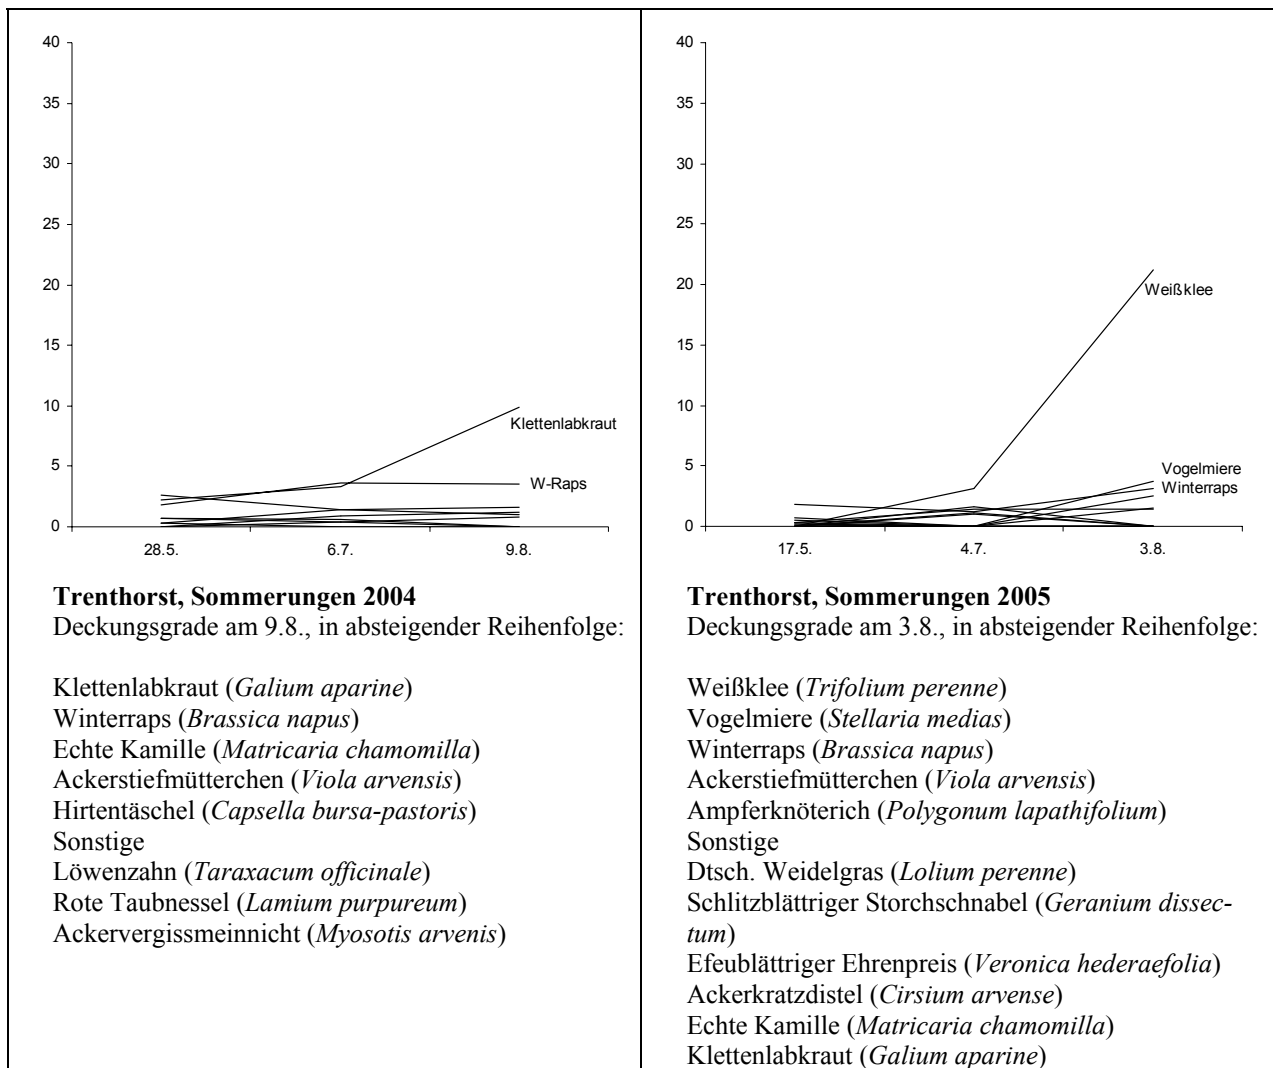 40
35
30
25
20
15
10
5
0
Klettenlabkraut
W-Raps
28.5. 6.7. 9.8.
Trenthorst, Sommerungen 2004
Deckungsgrade am 9.8., in absteigender Reihenfolge:
Klettenlabkraut (Galium aparine)
Winterraps (Brassica napus)
Echte Kamille (Matricaria chamomilla)
Ackerstiefmütterchen (Viola arvensis)
Hirtentäschel (Capsella bursa-pastoris)
Sonstige
Löwenzahn (Taraxacum officinale)
Rote Taubnessel (Lamium purpureum)
Ackervergissmeinnicht (Myosotis arvenis)
40
35
30
25
20
15
10
5
0
Weißklee
Vogelmiere
Winterraps
17.5. 4.7. 3.8.
Trenthorst, Sommerungen 2005
Deckungsgrade am 3.8., in absteigender Reihenfolge:
Weißklee (Trifolium perenne)
Vogelmiere (Stellaria medias)
Winterraps (Brassica napus)
Ackerstiefmütterchen (Viola arvensis)
Ampferknöterich (Polygonum lapathifolium)
Sonstige
Dtsch. Weidelgras (Lolium perenne)
Schlitzblättriger Storchschnabel (Geranium dissec-
tum)
Efeublättriger Ehrenpreis (Veronica hederaefolia)
Ackerkratzdistel (Cirsium arvense)
Echte Kamille (Matricaria chamomilla)
Klettenlabkraut (Galium aparine)